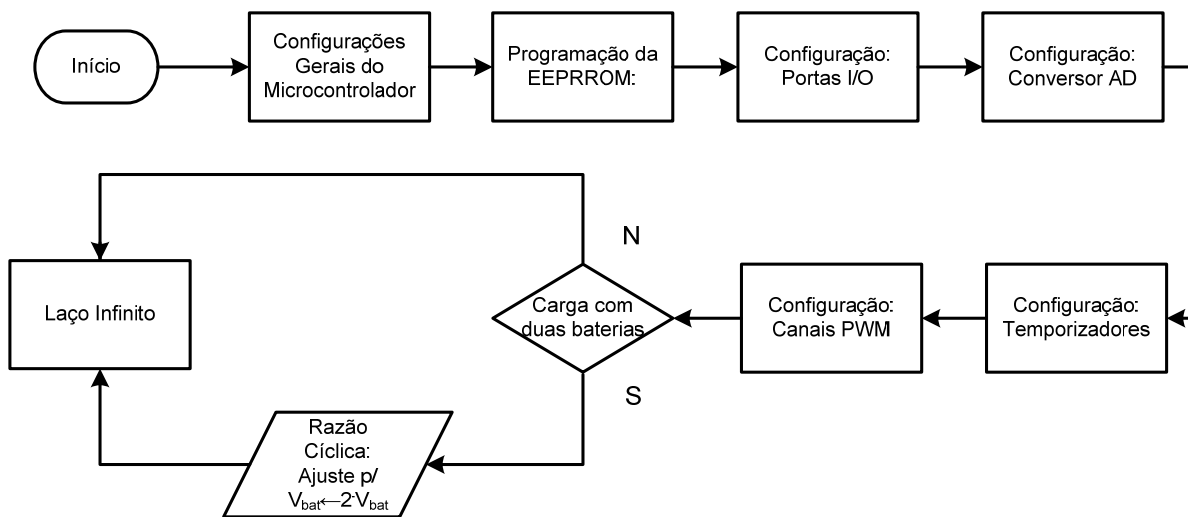 Início
Configurações
Gerais do
Microcontrolador
Programação da
EEPRROM:
Configuração:
Portas I/O
Configuração:
Conversor AD
N
Laço Infinito
Carga com
duas baterias
Configuração:
Canais PWM
Configuração:
Temporizadores
S
Razão
Cíclica:
Ajuste p/
Vbat←2·Vbat